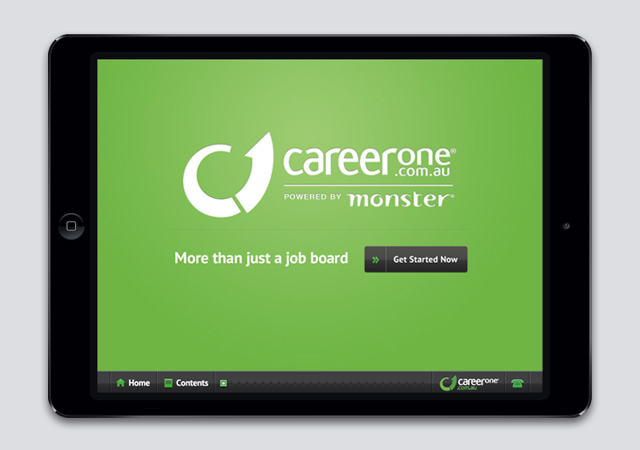 careerone®
.com.au
POWERED BY monster®
More than just a job board
Get Started Now
Home
Contents
careerone
.com.au